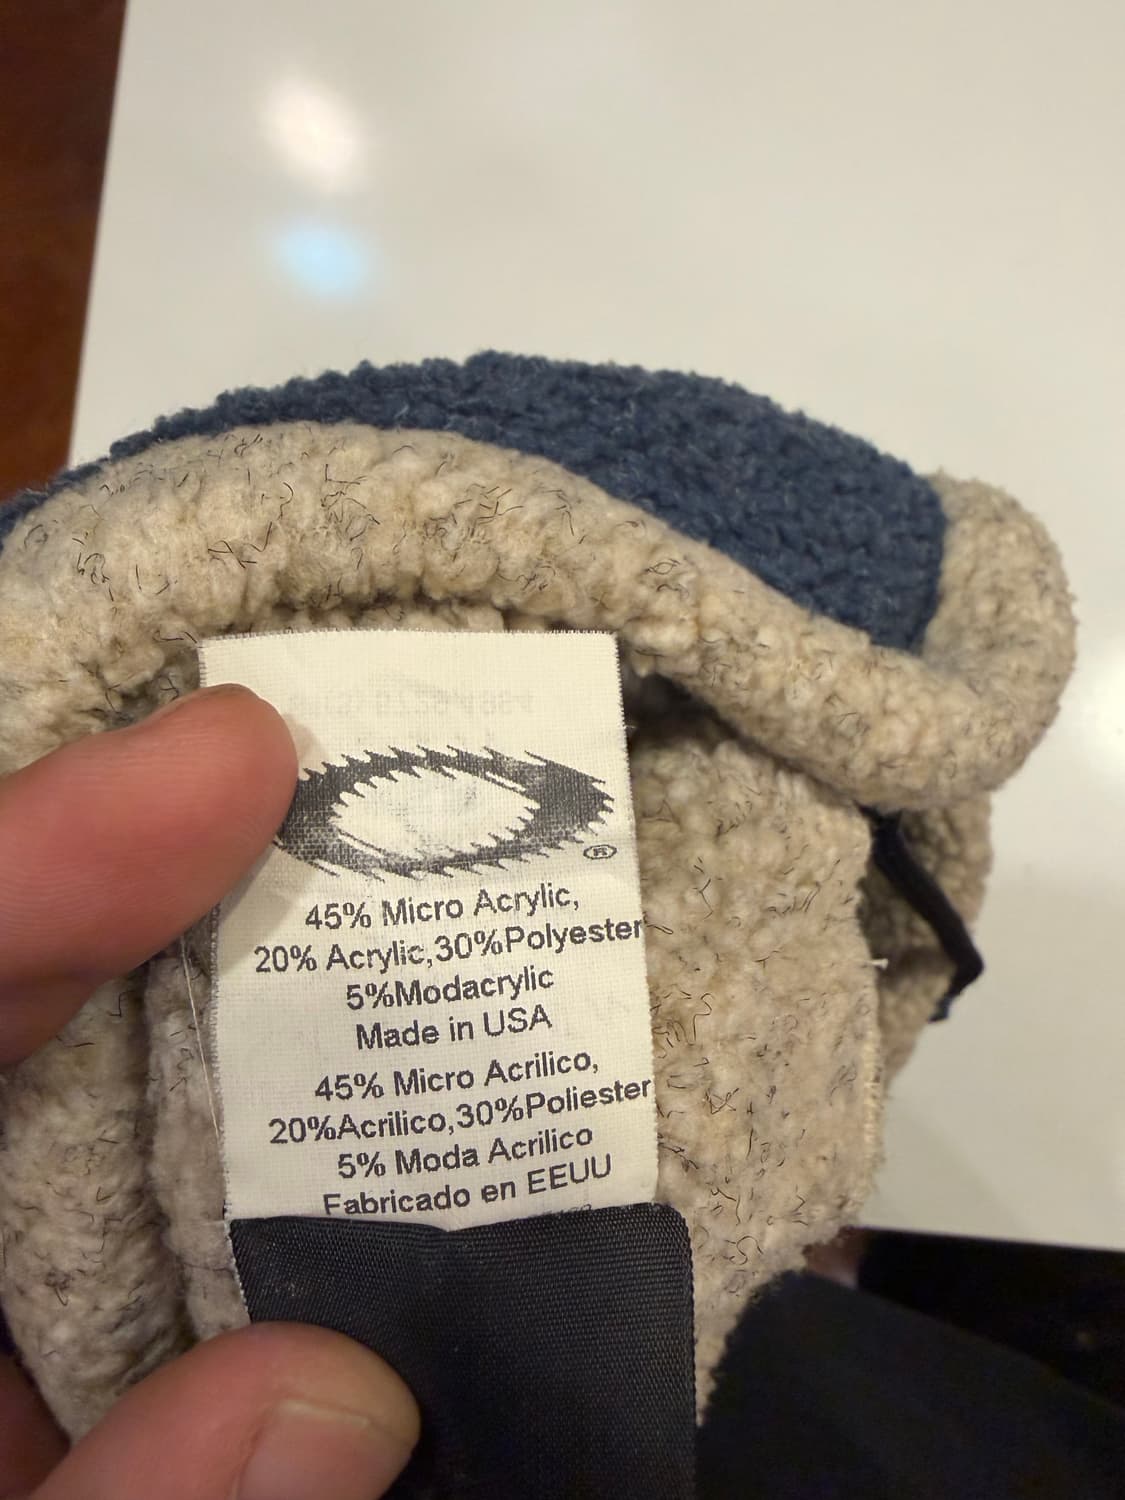 ®
45% Micro Acrylic,
20% Acrylic,30%Polyester
5%Modacrylic
Made in USA
45% Micro Acrilico,
20%Acrilico,30%Poliester
5% Moda Acrilico
Fabricado en EEUU